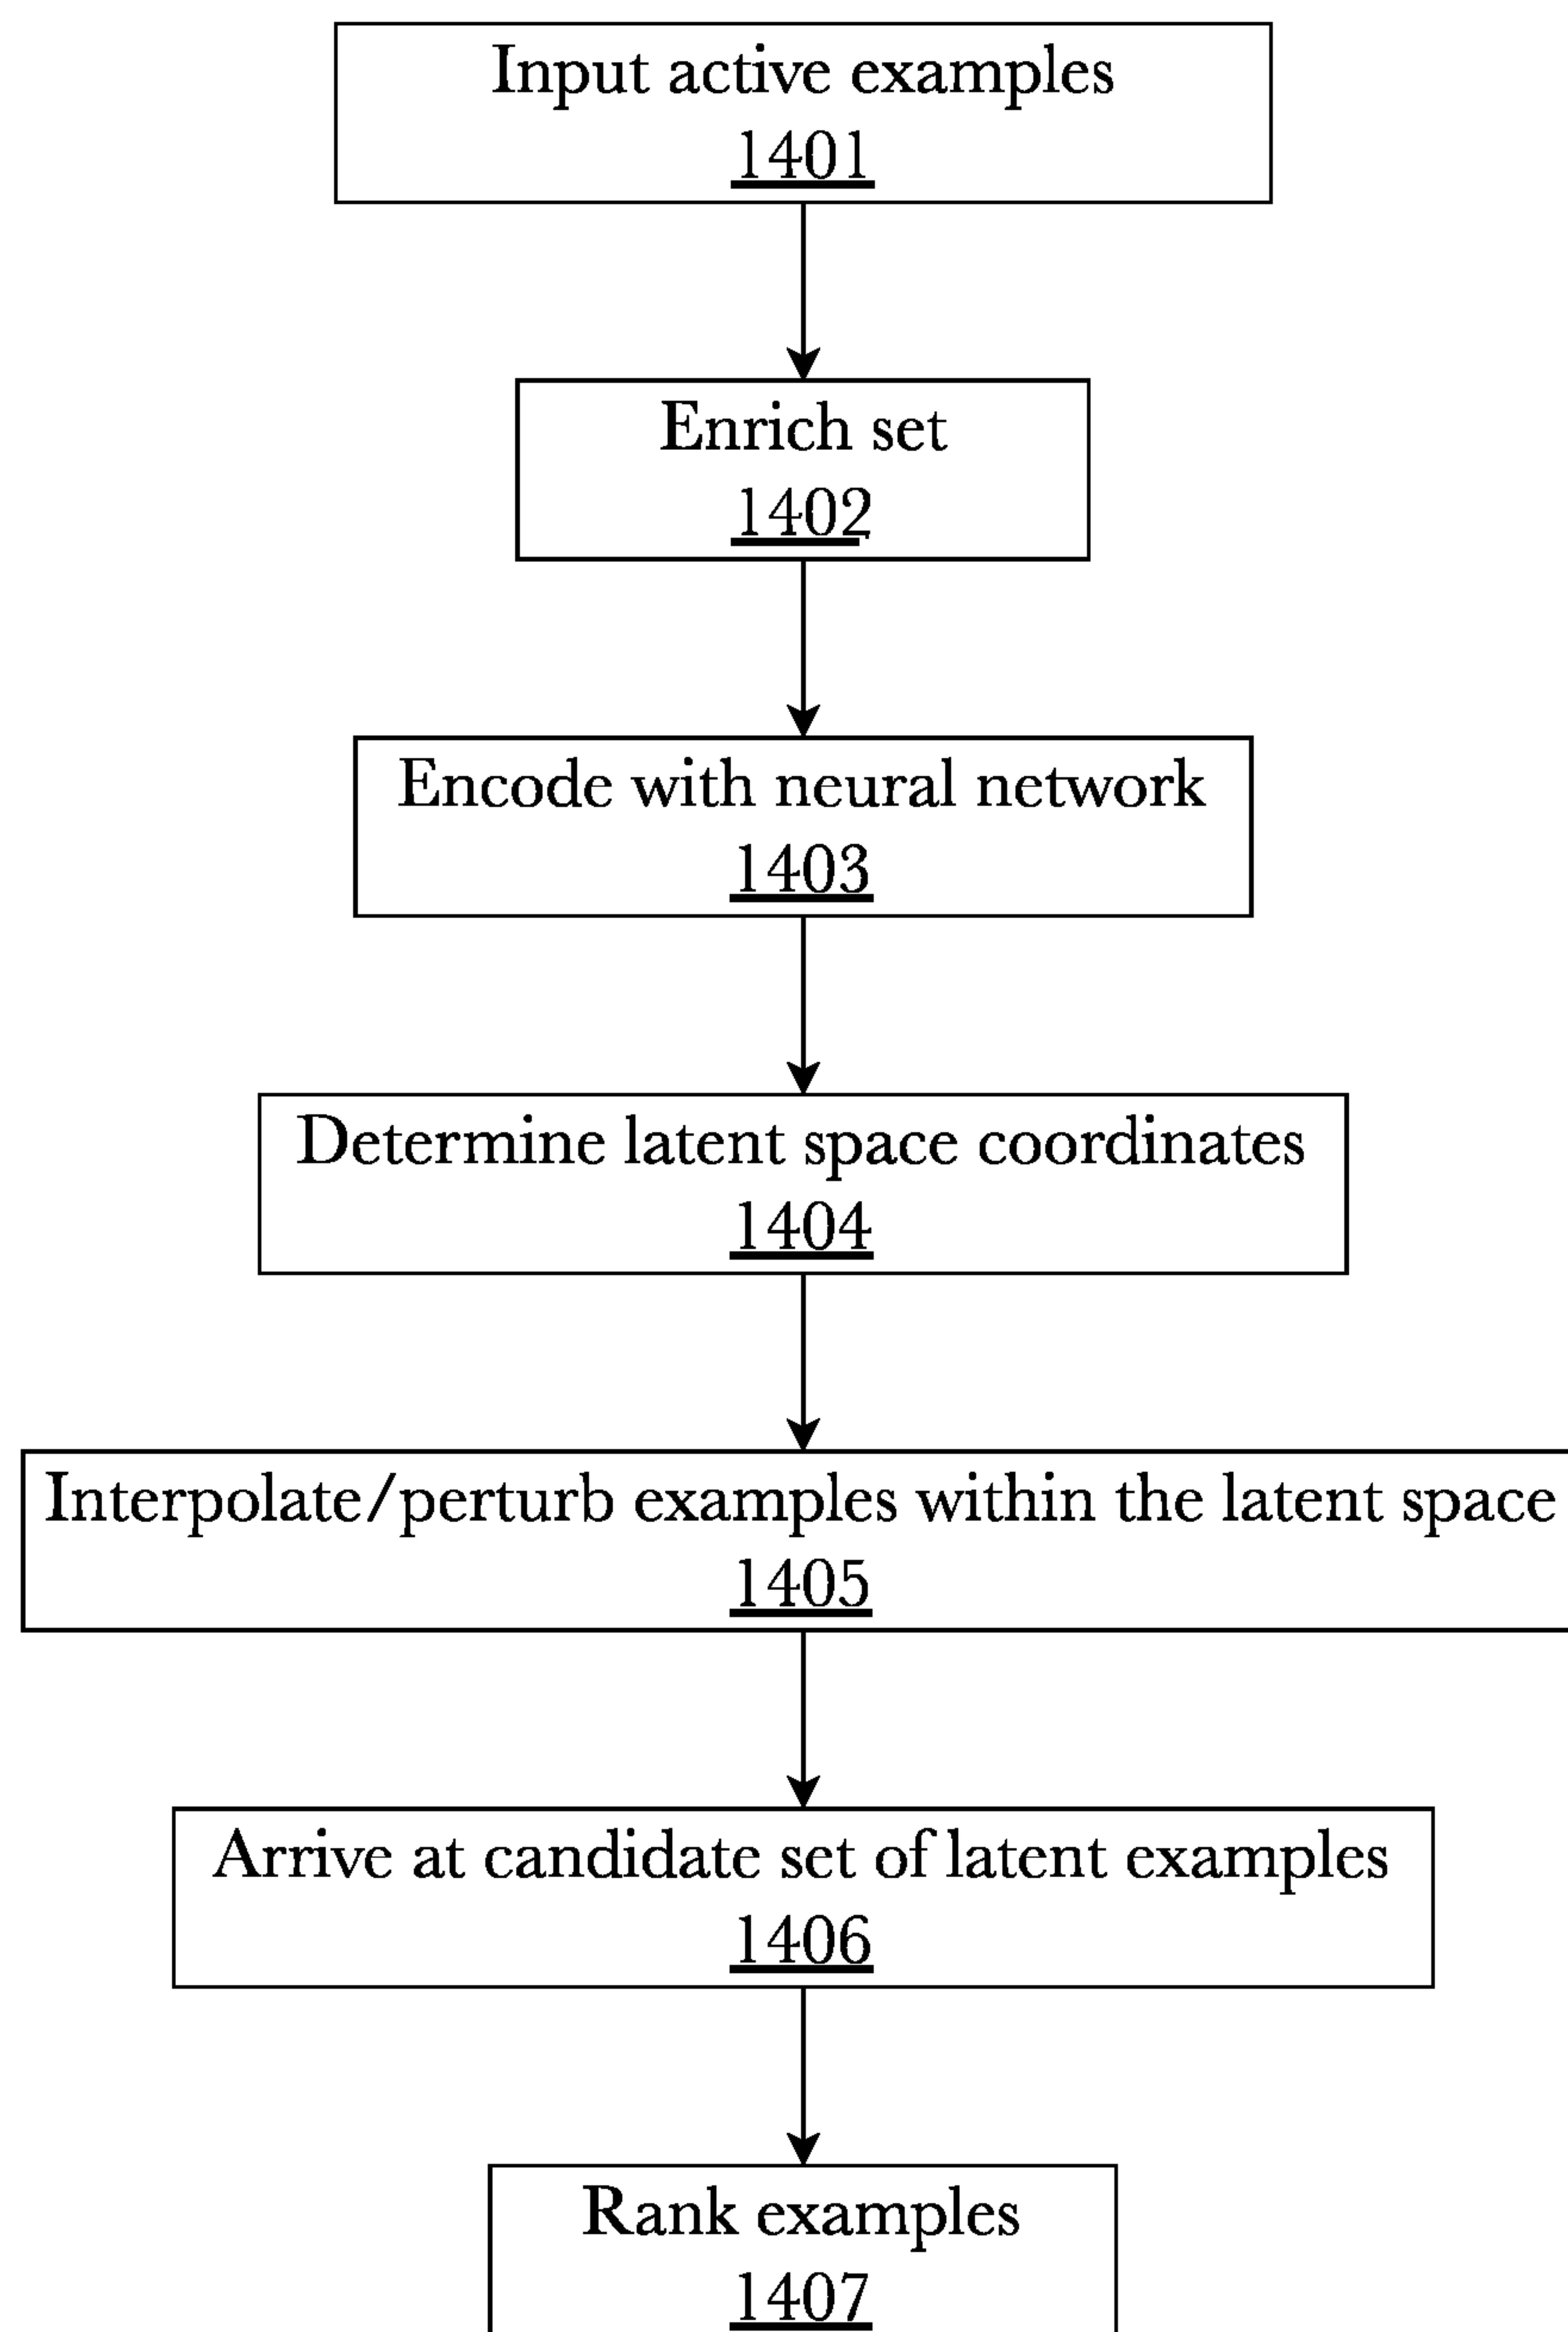 Input active examples
1401
Enrich set
1402
Encode with neural network
1403
Determine latent space coordinates
1404
Interpolate/perturb examples within the latent space
1405
Arrive at candidate set of latent examples
1406
Rank examples
1407